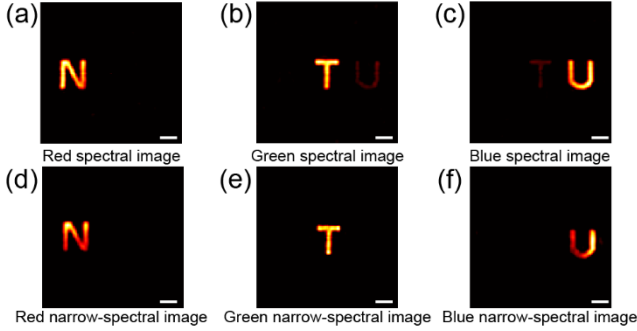 (a) (b) (c)
N T U T U
Red spectral image Green spectral image Blue spectral image
(d) (e) (f)
N T U
Red narrow-spectral image Green narrow-spectral image Blue narrow-spectral image